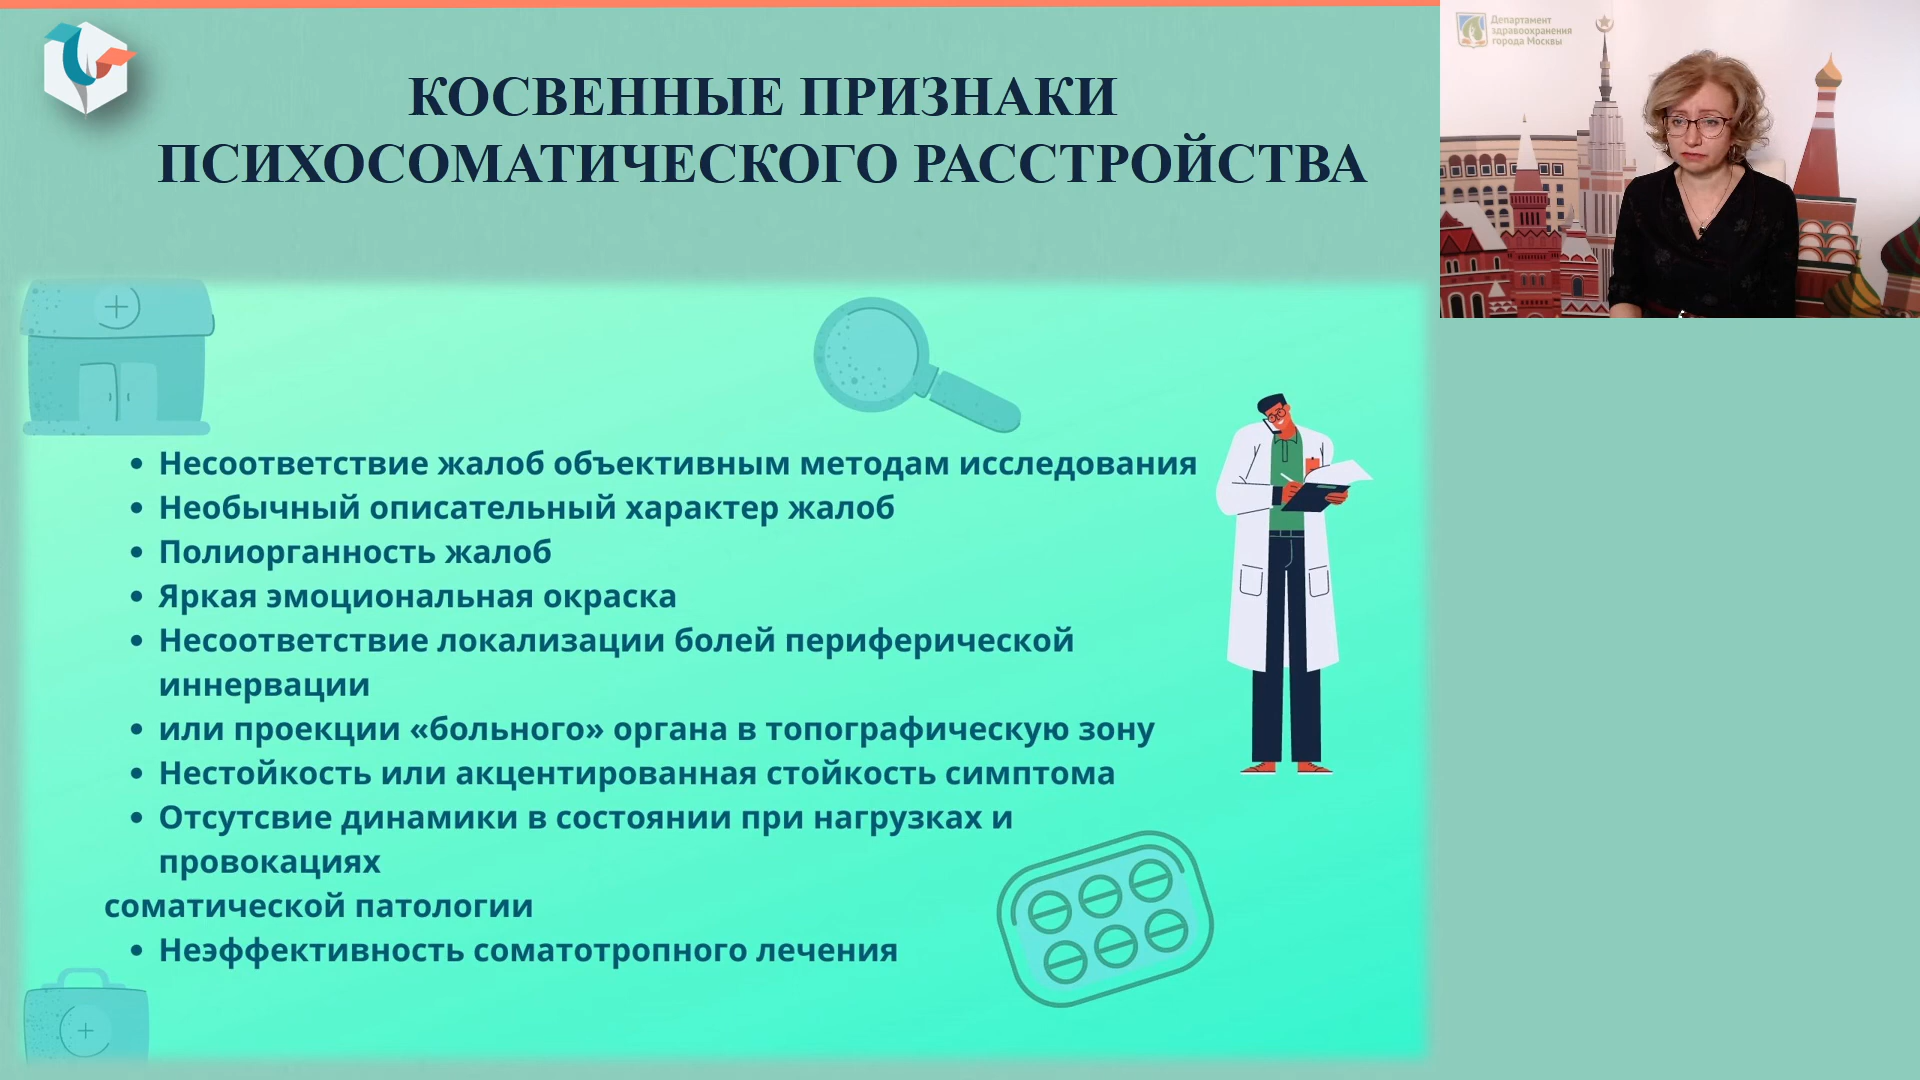 КОСВЕННЫЕ ПРИЗНАКИ
ПСИХОСОМАТИЧЕСКОГО РАССТРОЙСТВА
Департамент
здравоохранения
города Москвы
• Несоответствие жалоб объективным методам исследования
• Необычный описательный характер жалоб
• Полиорганность жалоб
• Яркая эмоциональная окраска
• Несоответствие локализации болей периферической
иннервации
• или проекции «больного» органа в топографическую зону
• Нестойкость или акцентированная стойкость симптома
• Отсутсвие динамики в состоянии при нагрузках и
провокациях
соматической патологии
• Неэффективность соматотропного лечения